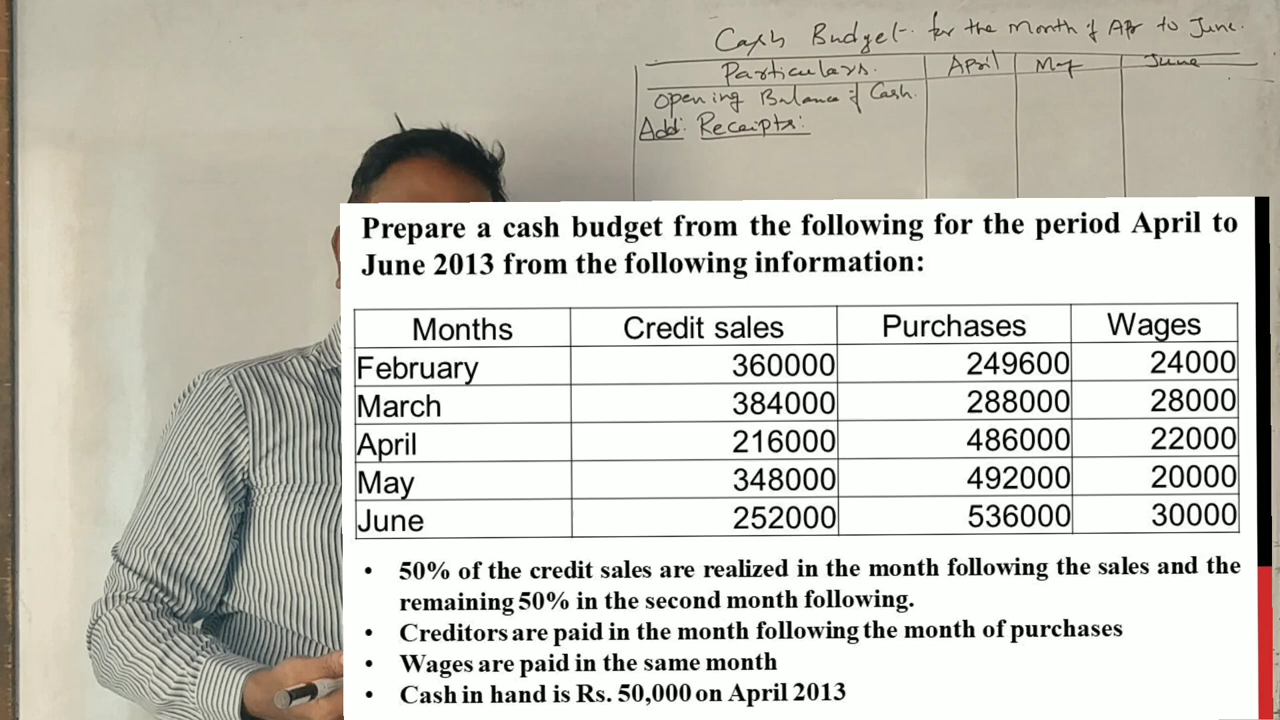 Cash Budget for the Month of Apr to June.
Particulars. April May June
Opening Balance of Cash.
Add: Receipts:
Prepare a cash budget from the following for the period April to
June 2013 from the following information:
Months Credit sales Purchases Wages
February 360000 249600 24000
March 384000 288000 28000
April 216000 486000 22000
May 348000 492000 20000
June 252000 536000 30000
• 50% of the credit sales are realized in the month following the sales and the
remaining 50% in the second month following.
• Creditors are paid in the month following the month of purchases
• Wages are paid in the same month
• Cash in hand is Rs. 50,000 on April 2013